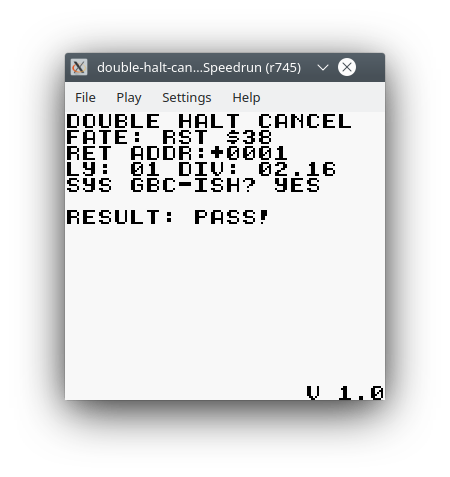 double-halt-can...Speedrun (r745)
File Play Settings Help
DOUBLE HALT CANCEL
FATE: RST $38
RET ADDR:+0001
LY: 01 DIV: 02.16
SYS GBC-ISH? YES
RESULT: PASS!
V 1.0